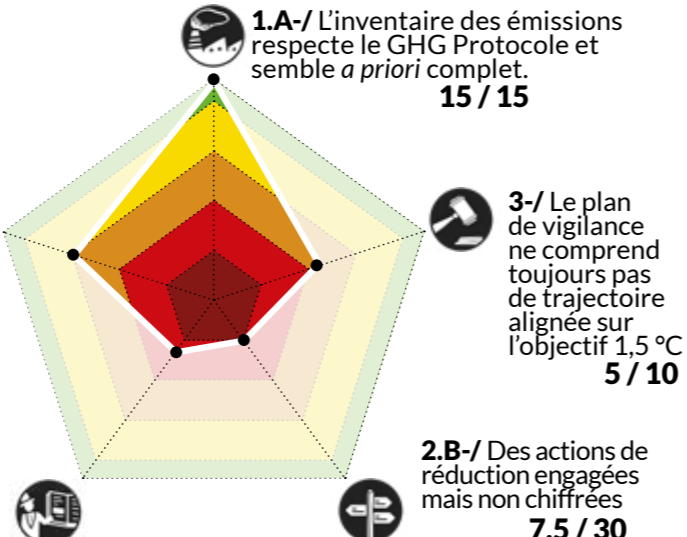 1.A-/ L'inventaire des émissions
respecte le GHG Protocole et
semble a priori complet.
15 / 15
3-/ Le plan
de vigilance
ne comprend
toujours pas
de trajectoire
alignée sur
l'objectif 1,5 °C
5 / 10
2.B-/ Des actions de
réduction engagées
mais non chiffrées
7.5 / 30